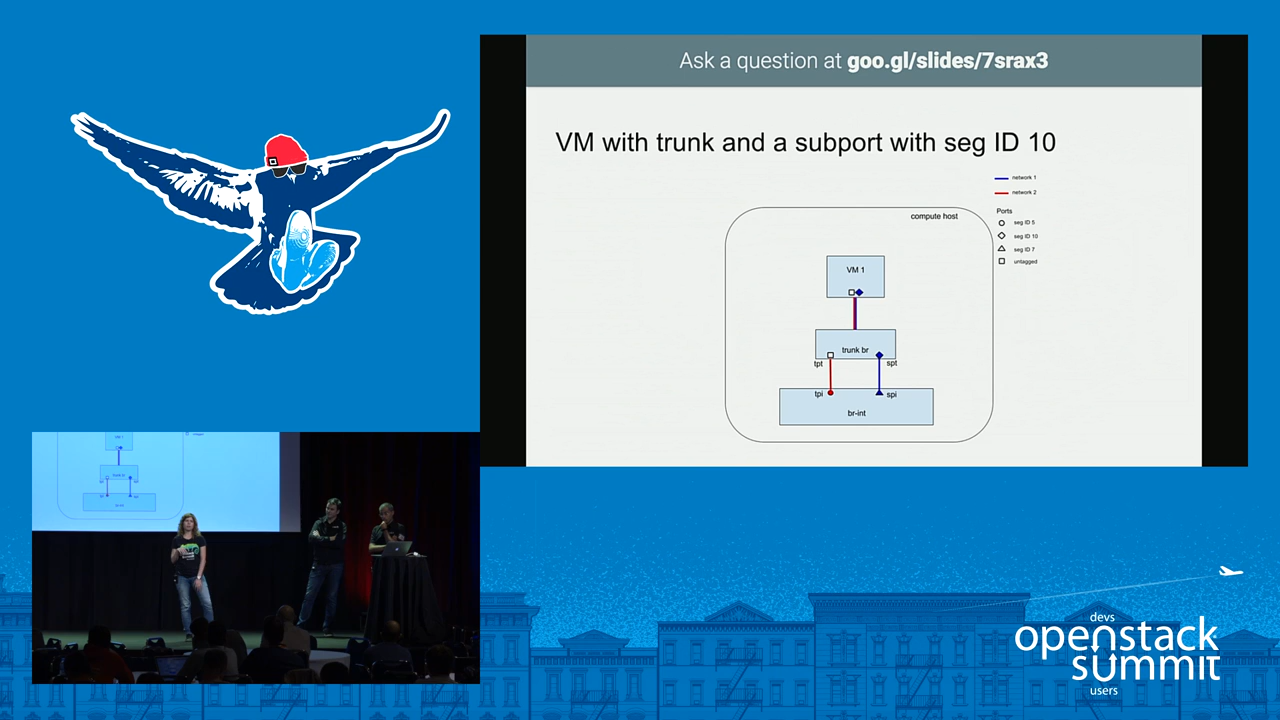 Ask a question at goo.gl/slides/7srax3
VM with trunk and a subport with seg ID 10
network 1
network 2
Ports
seg ID 5
seg ID 10
seg ID 7
untagged
compute host
VM 1
trunk br
tpt
spt
tpi
spi
br-int
devs
openstack
summit
users